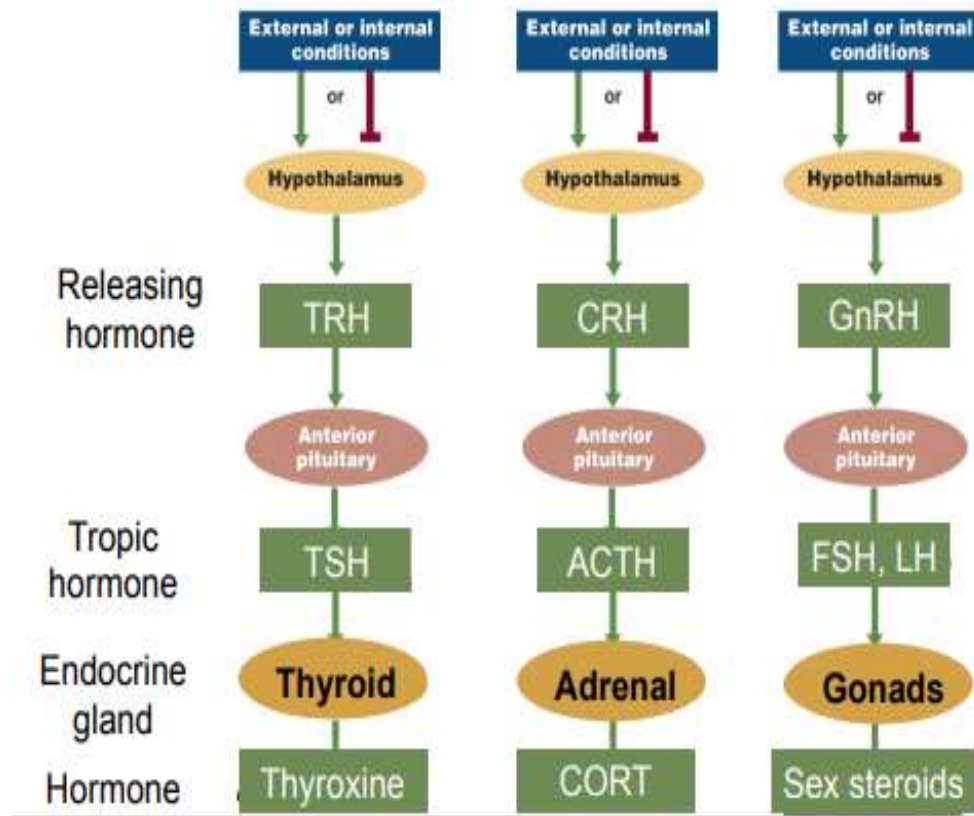 External or internal
conditions
External or internal
conditions
External or internal
conditions
or
or
or
Hypothalamus
Hypothalamus
Hypothalamus
Releasing
hormone
TRH
CRH
GnRH
Anterior
pituitary
Anterior
pituitary
Anterior
pituitary
Tropic
hormone
TSH
ACTH
FSH, LH
Endocrine
gland
Thyroid
Adrenal
Gonads
Hormone
Thyroxine
CORT
Sex steroids